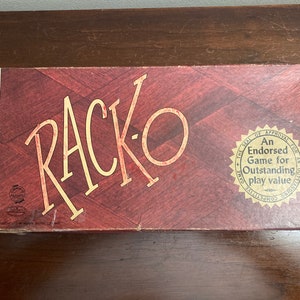 RACK-O
An
Endorsed
Game for
Outstanding
play value